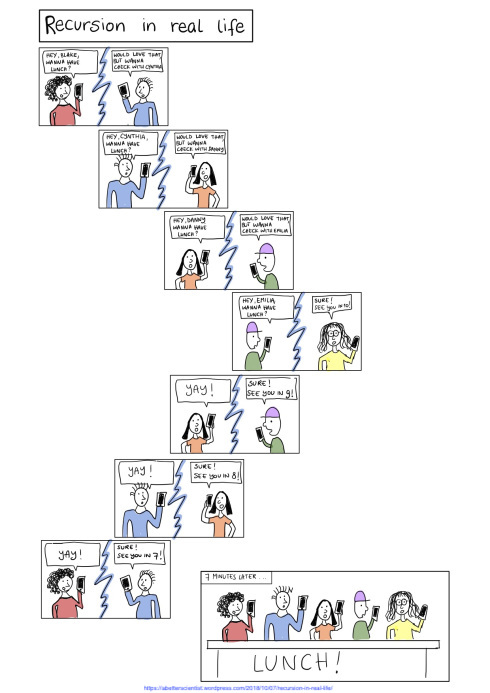 Recursion in real life
HEY, BLAKE,
WANNA HAVE
LUNCH?
WOULD LOVE THAT
BUT WANNA
CHECK WITH CYNTHIA
HEY, CYNTHIA,
WANNA HAVE
LUNCH?
WOULD LOVE THAT
BUT WANNA
CHECK WITH DANNY
HEY, DANNY
WANNA HAVE
LUNCH?
WOULD LOVE THAT
BUT WANNA
CHECK WITH EMILIA
HEY, EMILIA
WANNA HAVE
LUNCH?
SURE!
SEE YOU IN 10!
YAY!
SURE!
SEE YOU IN 9!
YAY!
SURE!
SEE YOU IN 8!
YAY!
SURE!
SEE YOU IN 7!
7 MINUTES LATER ...
LUNCH!
https://abetterscientist.wordpress.com/2018/10/07/recursion-in-real-life/